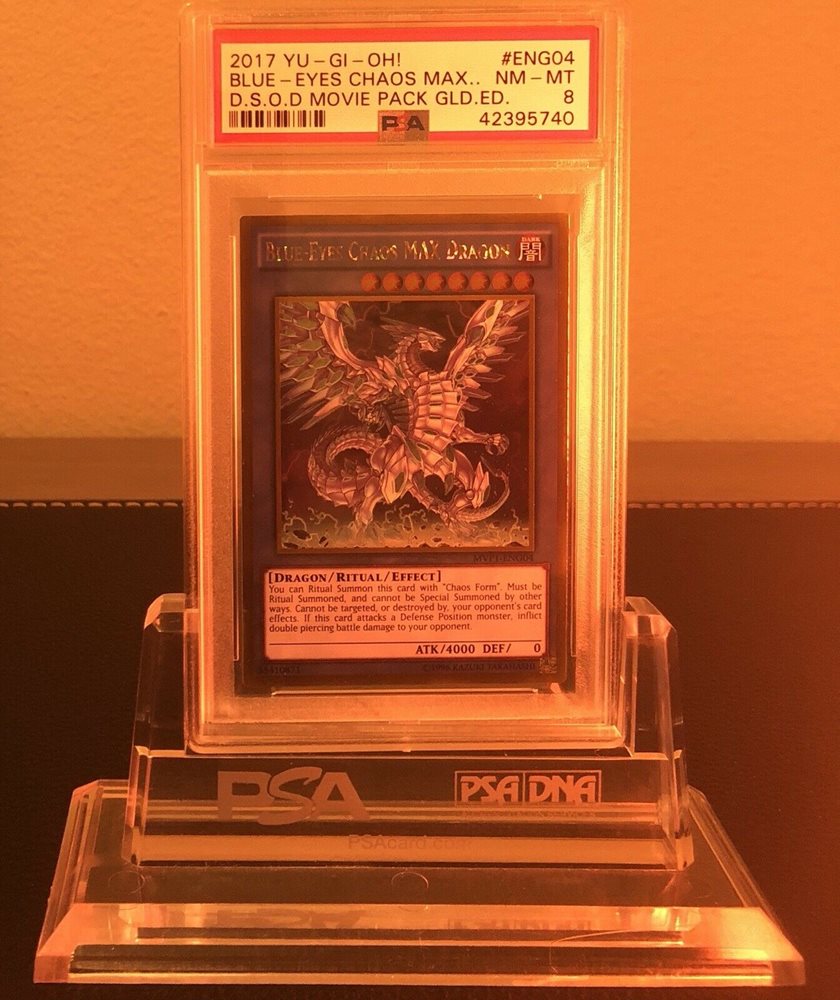 2017 YU-GI-OH! #ENG04
BLUE-EYES CHAOS MAX.. NM-MT
D.S.O.D MOVIE PACK GLD.ED. 8
PSA 42395740
BLUE-EYES CHAOS MAX DRAGON
DARK
闇
MVP1-ENG04
[DRAGON/RITUAL/EFFECT]
You can Ritual Summon this card with "Chaos Form". Must be
Ritual Summoned, and cannot be Special Summoned by other
ways. Cannot be targeted, or destroyed by, your opponent's card
effects. If this card attacks a Defense Position monster, inflict
double piercing battle damage to your opponent.
ATK/4000 DEF/ 0
©1996 KAZUKI TAKAHASHI
PSA PSA DNA
PSAcard.com